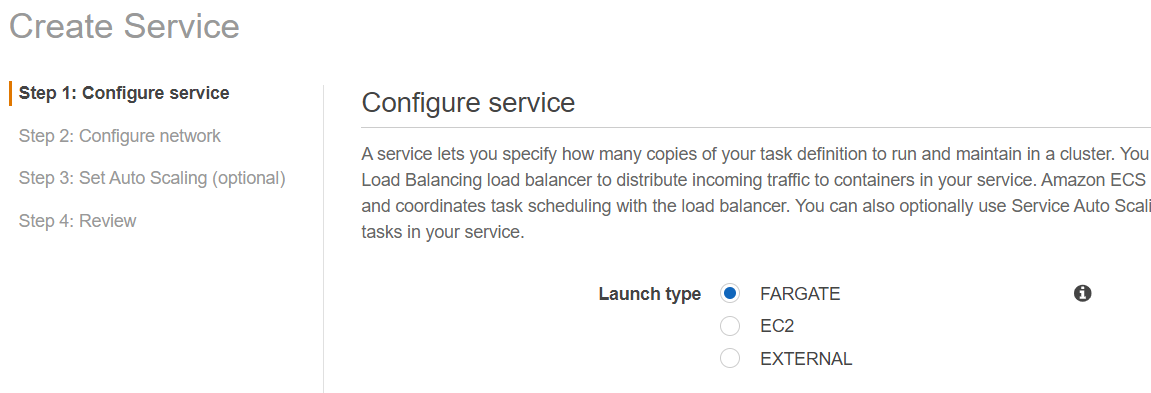 Create Service
Step 1: Configure service
Step 2: Configure network
Step 3: Set Auto Scaling (optional)
Step 4: Review
Configure service
A service lets you specify how many copies of your task definition to run and maintain in a cluster. You
Load Balancing load balancer to distribute incoming traffic to containers in your service. Amazon ECS
and coordinates task scheduling with the load balancer. You can also optionally use Service Auto Scali
tasks in your service.
Launch type FARGATE
EC2
EXTERNAL